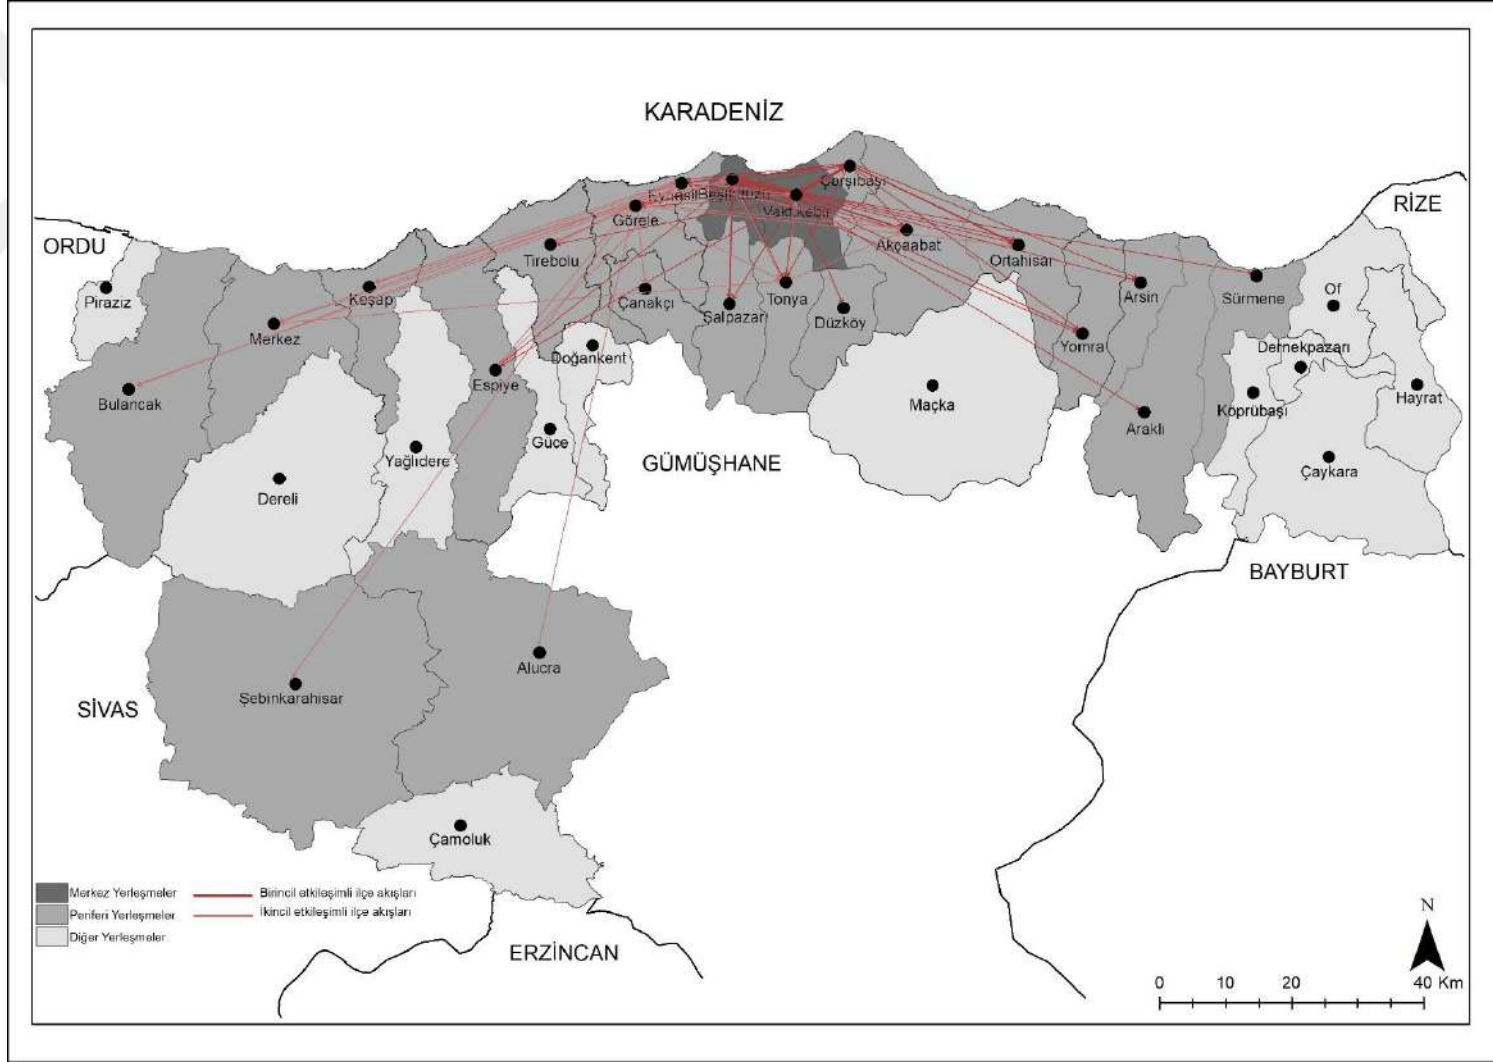 KARADENİZ
RİZE
ORDU
Çarşıbaşı
Eynesil
Beşikdüzü
Vakfıkebir
Görele
Akçaabat
Tirebolu
Ortahisar
Piraziz
Keşap
Çanakçı
Tonya
Arsin
Sürmene
Of
Merkez
Şalpazarı
Düzköy
Yomra
Dernekpazarı
Doğankent
Espiye
Bulancak
Maçka
Köprübaşı
Hayrat
Araklı
Güce
Yağlıdere
GÜMÜŞHANE
Çaykara
Dereli
BAYBURT
Alucra
Şebinkarahisar
SİVAS
Çamoluk
Merkez Yerleşmeler
Birincil etkileşimli ilçe akışları
Periferi Yerleşmeler
İkincil etkileşimli ilçe akışları
Diğer Yerleşmeler
ERZİNCAN
N
0 10 20 40 Km